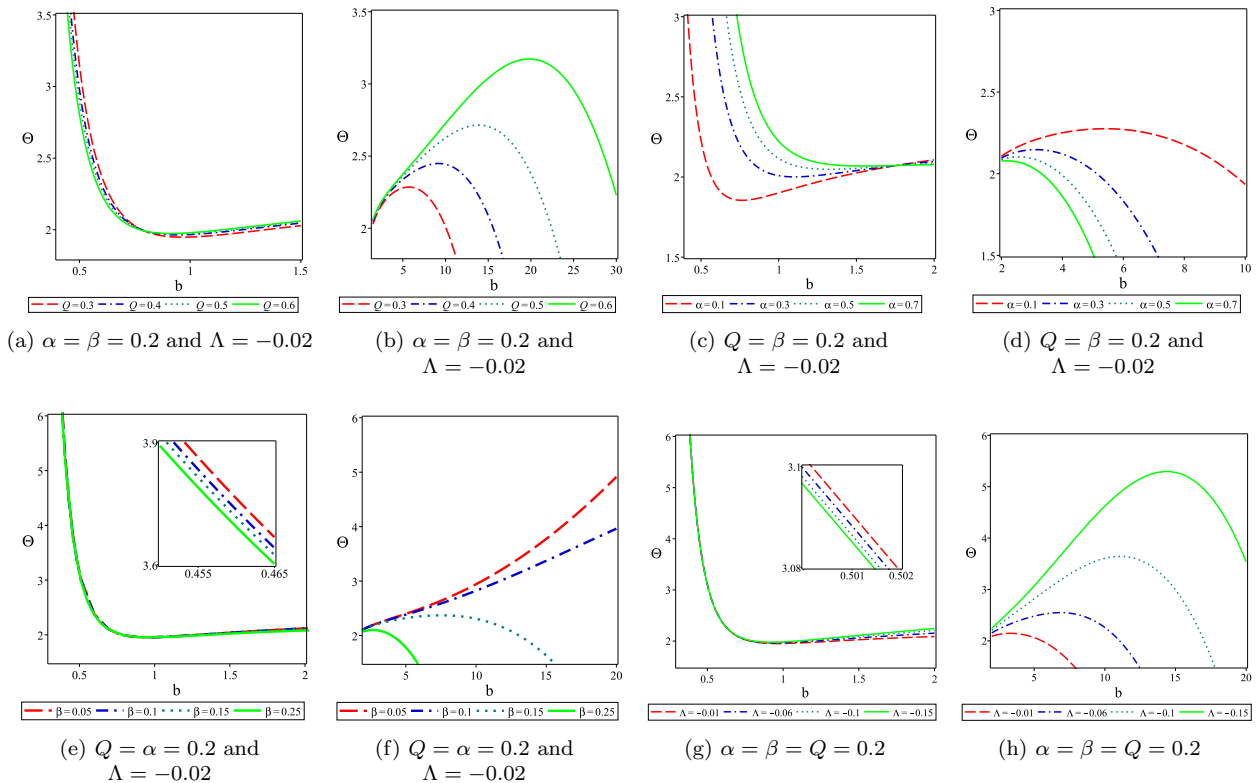 3.5
3
Θ
2.5
2
0.5
1
1.5
b
Q = 0.3 Q = 0.4 Q = 0.5 Q = 0.6
(a) α = β = 0.2 and Λ = −0.02
3.5
3
Θ
2.5
2
5 10 15 20 25 30
b
Q = 0.3 Q = 0.4 Q = 0.5 Q = 0.6
(b) α = β = 0.2 and
Λ = −0.02
3
2.5
Θ
2
1.5
0.5 1 1.5 2
b
α = 0.1 α = 0.3 α = 0.5 α = 0.7
(c) Q = β = 0.2 and
Λ = −0.02
3
2.5
Θ
2
1.5
2 4 6 8 10
b
α = 0.1 α = 0.3 α = 0.5 α = 0.7
(d) Q = β = 0.2 and
Λ = −0.02
6
5
4
Θ
3
2
3.9
3.6
0.455 0.465
0.5 1 1.5 2
b
β=0.05 β=0.1 β=0.15 β=0.25
(e) Q = α = 0.2 and
Λ = −0.02
6
5
4
Θ
3
2
5 10 15 20
b
β=0.05 β=0.1 β=0.15 β=0.25
(f) Q = α = 0.2 and
Λ = −0.02
6
5
4
Θ
3
2
3.1
3.08
0.501 0.502
0.5 1 1.5 2
b
Λ = −0.01 Λ = −0.06 Λ = −0.1 Λ = −0.15
(g) α = β = Q = 0.2
6
5
4
Θ
3
2
5 10 15 20
b
Λ = −0.01 Λ = −0.06 Λ = −0.1 Λ = −0.15
(h) α = β = Q = 0.2